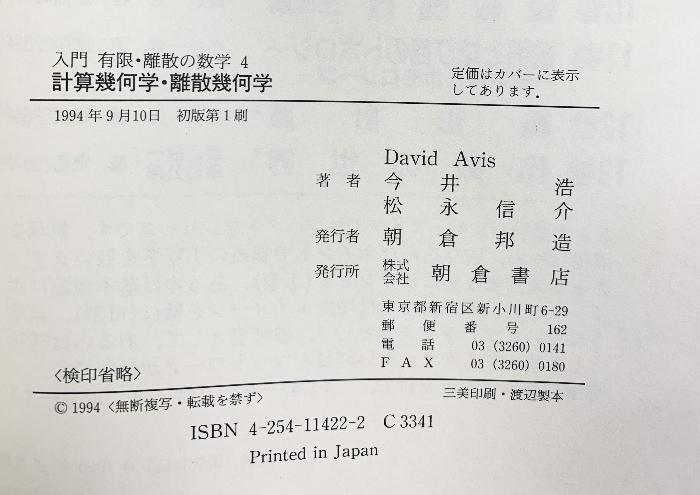 入門 有限・離散の数学 4
計算幾何学・離散幾何学
定価はカバーに表示
してあります.
1994年9月10日 初版第1刷
David Avis
著者 今井浩
松永信介
発行者 朝倉邦造
発行所 株式会社 朝倉書店
東京都新宿区新小川町6-29
郵便番号 162
電話 03 (3260) 0141
FAX 03 (3260) 0180
〈検印省略〉
© 1994 〈無断複写・転載を禁ず〉
三美印刷・渡辺製本
ISBN 4-254-11422-2 C 3341
Printed in Japan